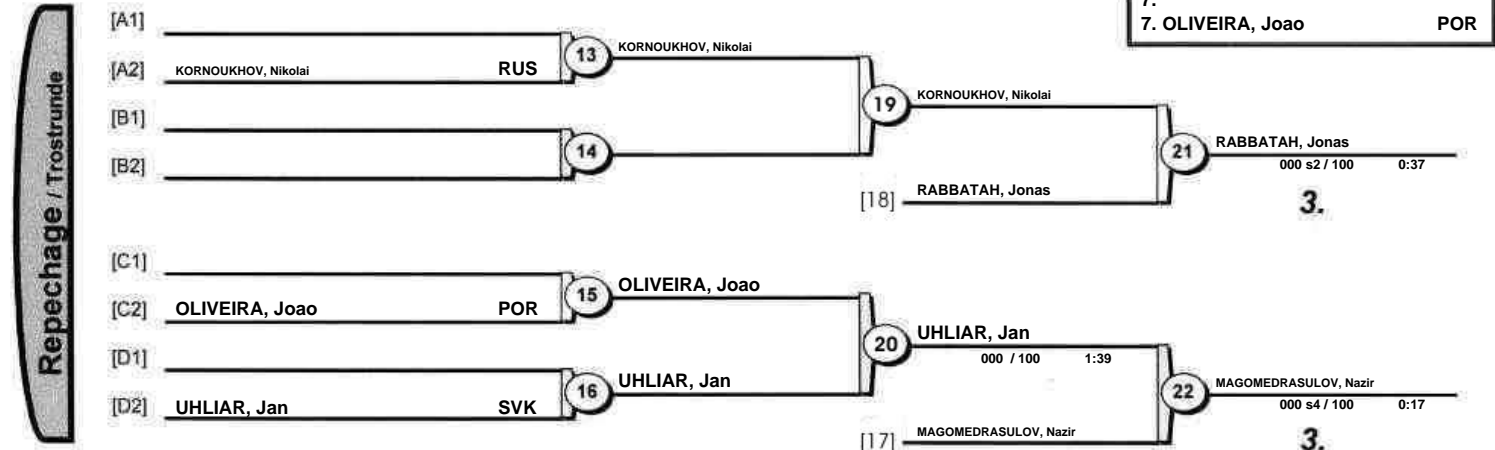 7.
7. OLIVEIRA, Joao POR
Repechage / Trostrunde
[A1]
[A2] KORNOUKHOV, Nikolai RUS
13 KORNOUKHOV, Nikolai
[B1]
[B2]
14
19 KORNOUKHOV, Nikolai
[18] RABBATAH, Jonas
21 RABBATAH, Jonas
000 s2 / 100 0:37
3.
[C1]
[C2] OLIVEIRA, Joao POR
15 OLIVEIRA, Joao
[D1]
[D2] UHLIAR, Jan SVK
16 UHLIAR, Jan
20 UHLIAR, Jan
000 / 100 1:39
[17] MAGOMEDRASULOV, Nazir
22 MAGOMEDRASULOV, Nazir
000 s4 / 100 0:17
3.